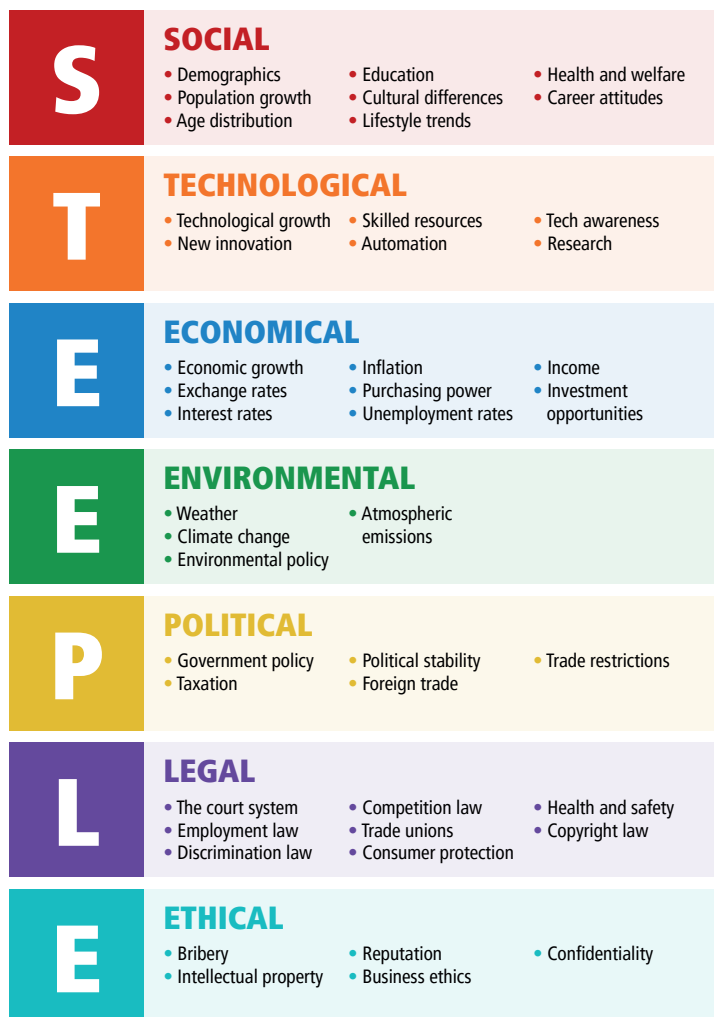 S
SOCIAL
• Demographics
• Population growth
• Age distribution
• Education
• Cultural differences
• Lifestyle trends
• Health and welfare
• Career attitudes
T
TECHNOLOGICAL
• Technological growth
• New innovation
• Skilled resources
• Automation
• Tech awareness
• Research
E
ECONOMICAL
• Economic growth
• Exchange rates
• Interest rates
• Inflation
• Purchasing power
• Unemployment rates
• Income
• Investment
opportunities
E
ENVIRONMENTAL
• Weather
• Climate change
• Environmental policy
• Atmospheric
emissions
P
POLITICAL
• Government policy
• Taxation
• Political stability
• Foreign trade
• Trade restrictions
L
LEGAL
• The court system
• Employment law
• Discrimination law
• Competition law
• Trade unions
• Consumer protection
• Health and safety
• Copyright law
E
ETHICAL
• Bribery
• Intellectual property
• Reputation
• Business ethics
• Confidentiality